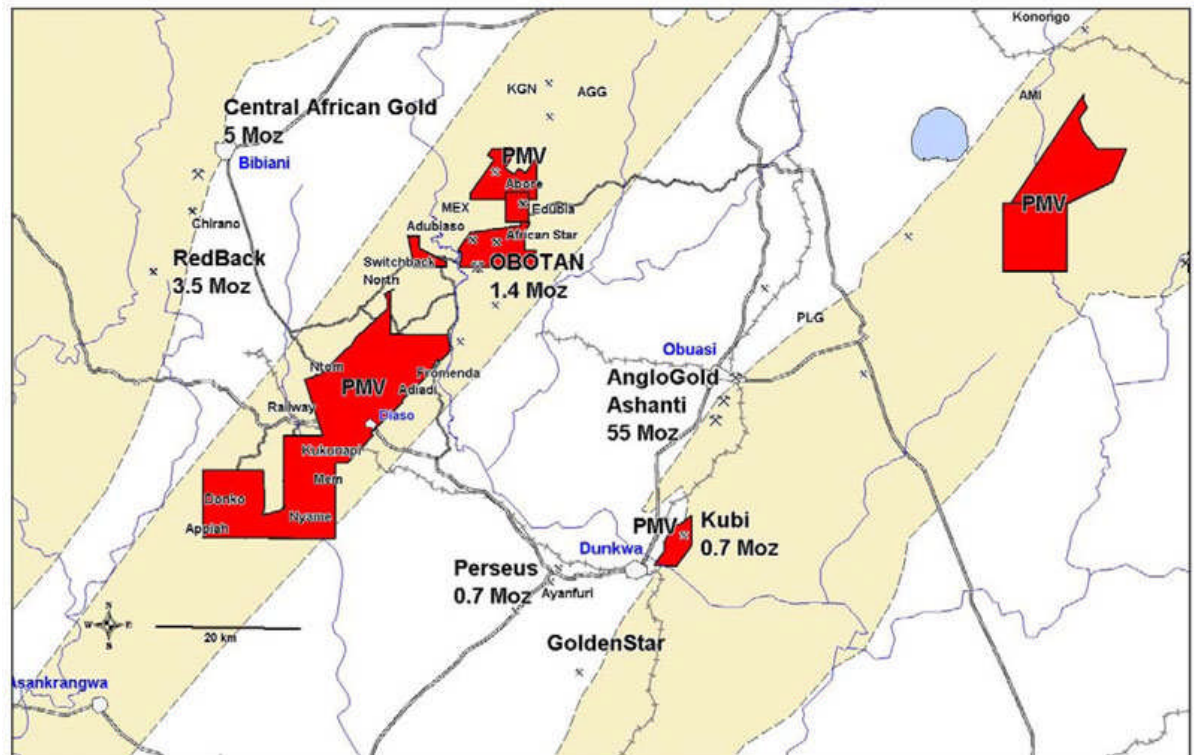 Konongo
KGN
AGG
AMI
Central African Gold
5 Moz
Bibiani
PMV
Abore
Chirano
MEX
Edubia
PMV
Adublaso
African Star
RedBack
3.5 Moz
Switchback
North
OBOTAN
1.4 Moz
PLG
Obuasi
Ntom
PMV
Fromenda
Adiadi
AngloGold
Ashanti
55 Moz
Railway
Diaso
Kukonapi
Mem
Donko
Nyame
Appiah
PMV
Kubi
0.7 Moz
Dunkwa
Perseus
0.7 Moz
Ayanfuri
N
W
E
S
20 km
GoldenStar
Asankrangwa